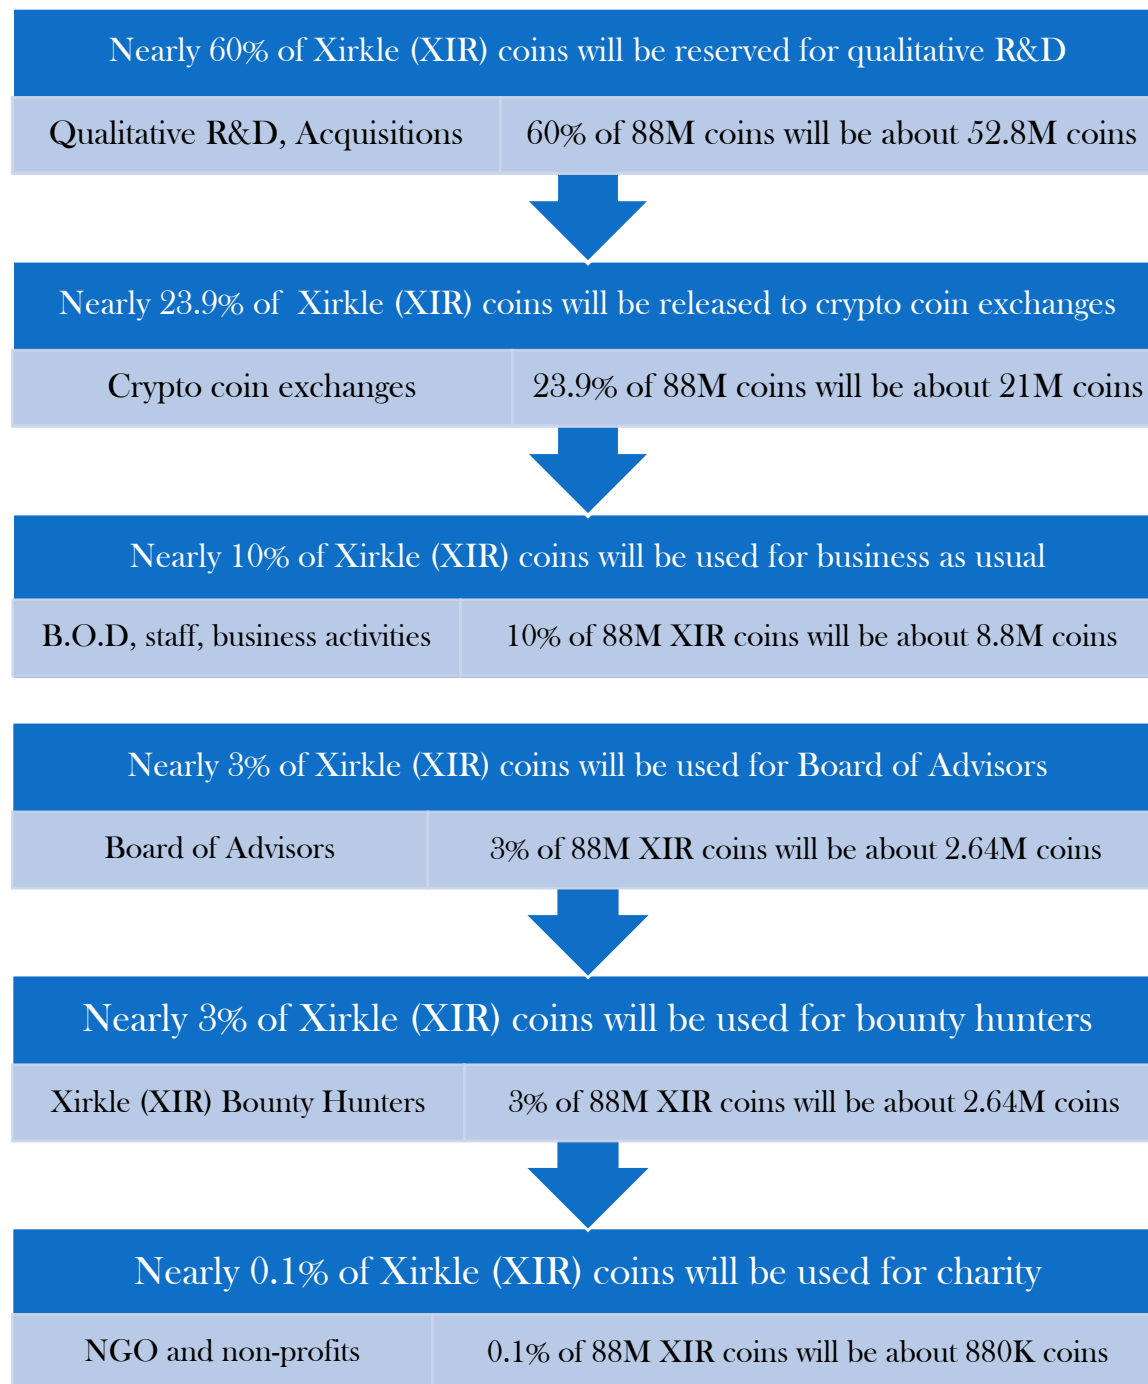 Nearly 60% of Xirkle (XIR) coins will be reserved for qualitative R&D
Qualitative R&D, Acquisitions
60% of 88M coins will be about 52.8M coins
Nearly 23.9% of Xirkle (XIR) coins will be released to crypto coin exchanges
Crypto coin exchanges
23.9% of 88M coins will be about 21M coins
Nearly 10% of Xirkle (XIR) coins will be used for business as usual
B.O.D, staff, business activities
10% of 88M XIR coins will be about 8.8M coins
Nearly 3% of Xirkle (XIR) coins will be used for Board of Advisors
Board of Advisors
3% of 88M XIR coins will be about 2.64M coins
Nearly 3% of Xirkle (XIR) coins will be used for bounty hunters
Xirkle (XIR) Bounty Hunters
3% of 88M XIR coins will be about 2.64M coins
Nearly 0.1% of Xirkle (XIR) coins will be used for charity
NGO and non-profits
0.1% of 88M XIR coins will be about 880K coins